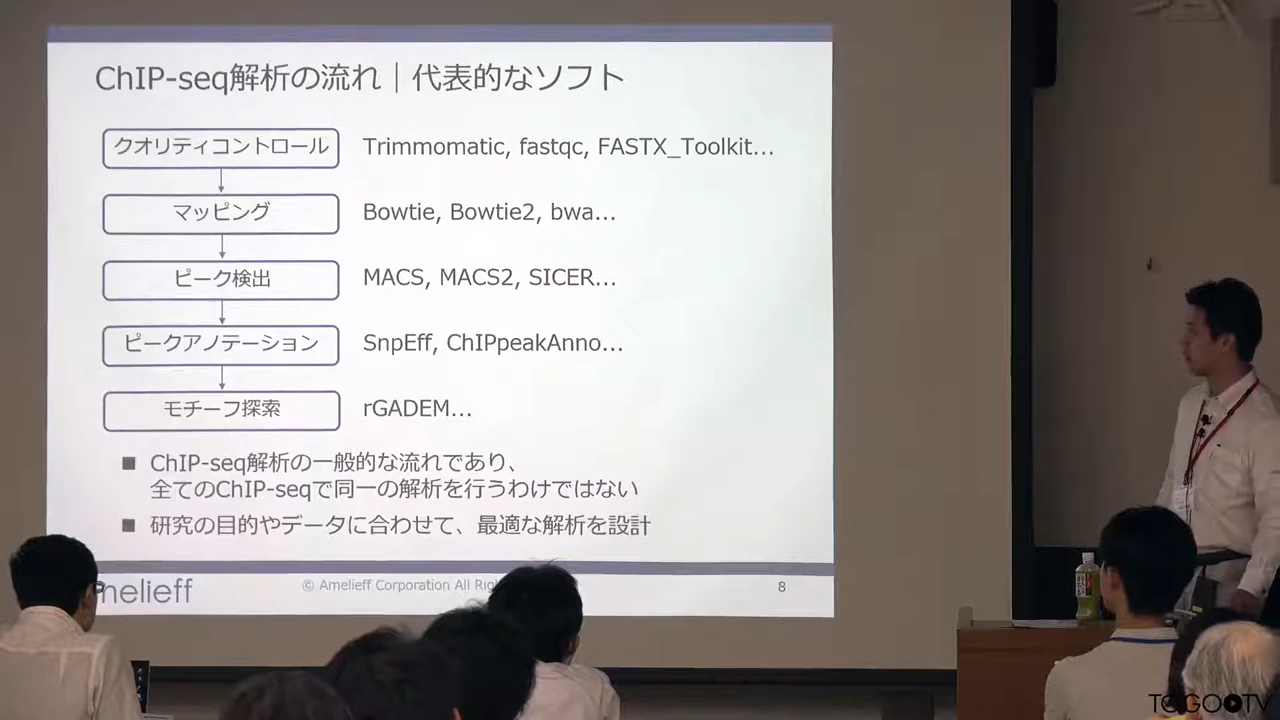 ChIP-seq解析の流れ｜代表的なソフト
クオリティコントロール Trimmomatic, fastqc, FASTX_Toolkit…
マッピング Bowtie, Bowtie2, bwa…
ピーク検出 MACS, MACS2, SICER…
ピークアノテーション SnpEff, ChIPpeakAnno…
モチーフ探索 rGADEM…
■ ChIP-seq解析の一般的な流れであり、
全てのChIP-seqで同一の解析を行うわけではない
■ 研究の目的やデータに合わせて、最適な解析を設計
melieff © Amelieff Corporation All 8
TOGOTV